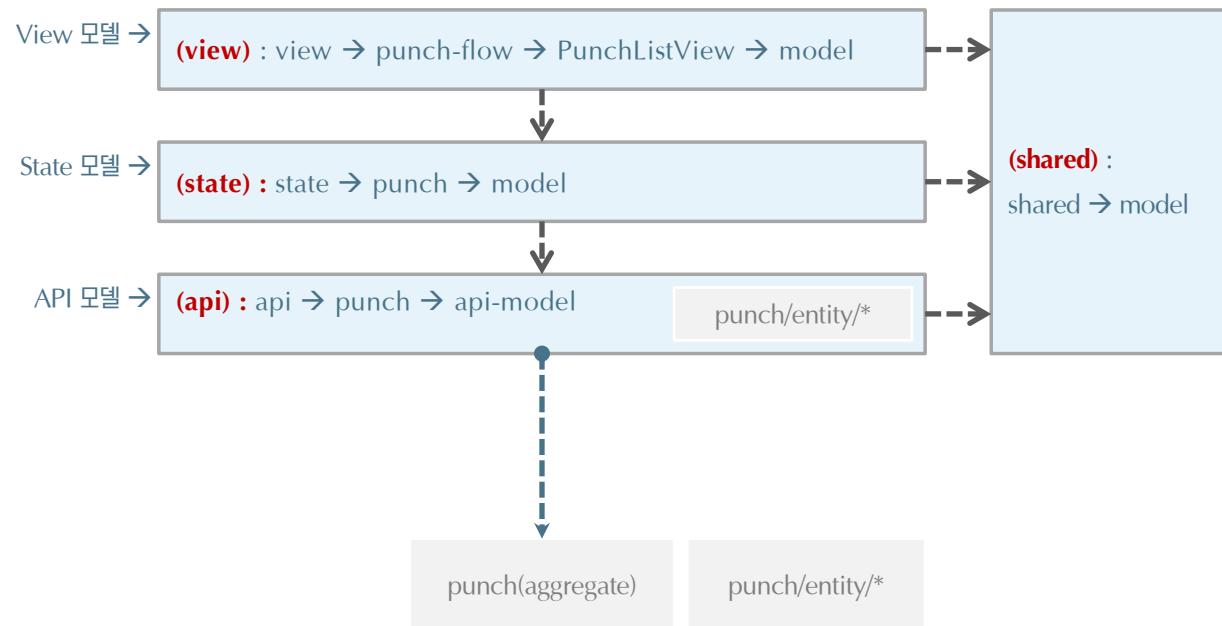 View 모델 →
(view) : view → punch-flow → PunchListView → model
State 모델 →
(state) : state → punch → model
(shared) :
shared → model
API 모델 →
(api) : api → punch → api-model
punch/entity/*
punch(aggregate)
punch/entity/*